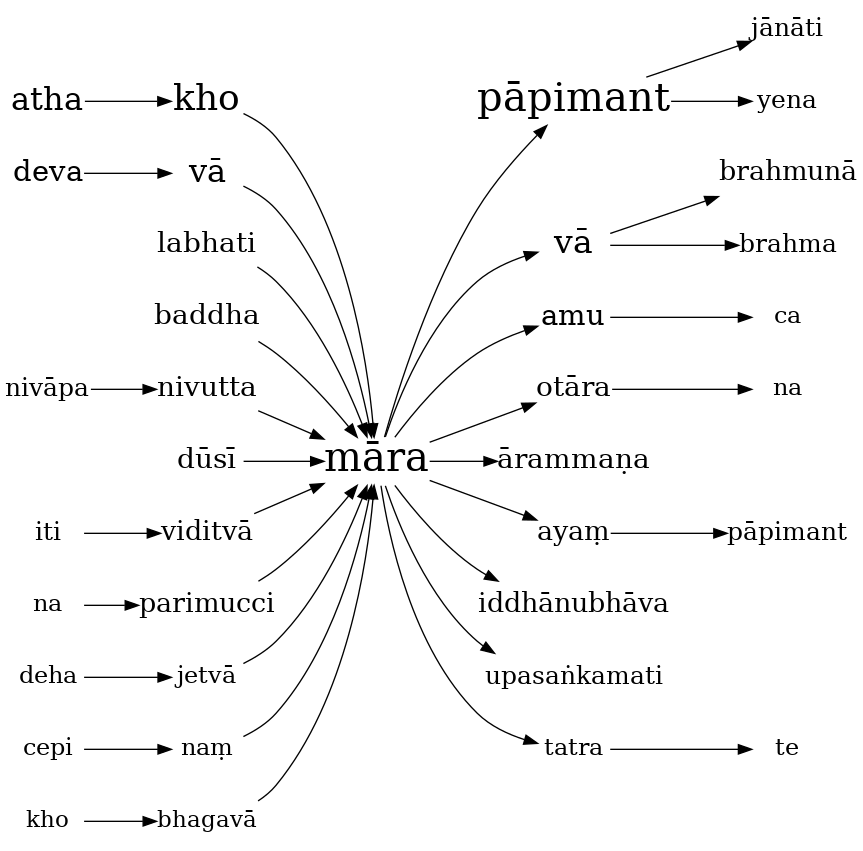 jānāti
atha kho pāpimant yena
deva vā brahmunā
labhati vā brahma
baddha amu ca
nivāpa nivutta otāra na
dūsī māra ārammaṇa
iti viditvā ayaṃ pāpimant
na parimucci iddhānubhāva
deha jetvā upasaṅkamati
cepi naṃ tatra te
kho bhagavā